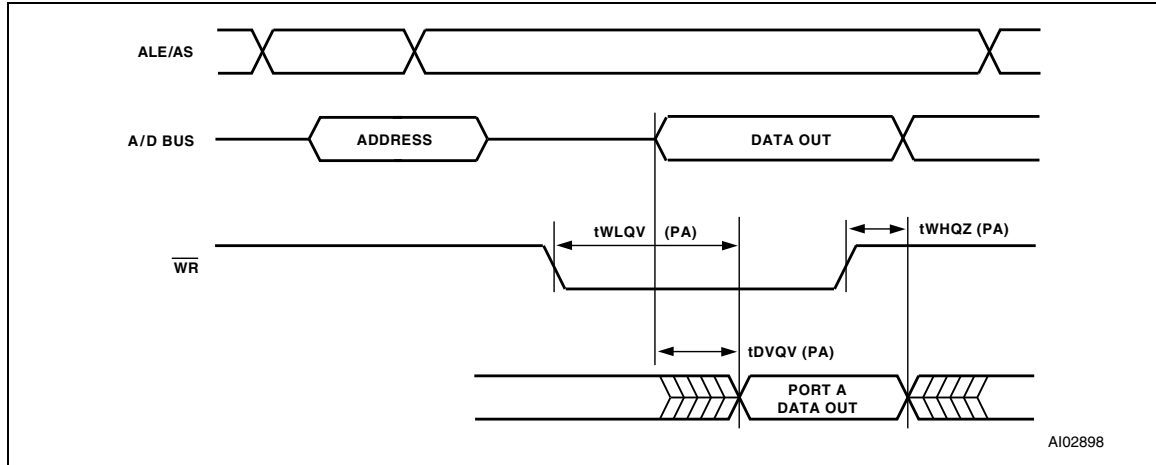 ALE/AS
A/D BUS
ADDRESS
DATA OUT
tWLQV (PA)
tWHQZ (PA)
WR
tDVQV (PA)
PORT A
DATA OUT
AI02898